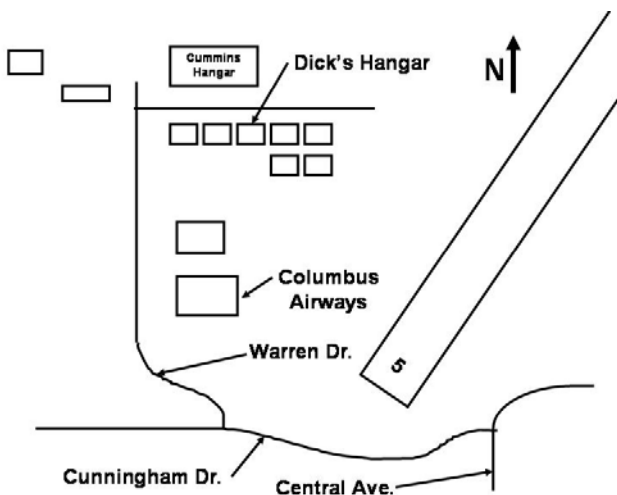 Cummins
Hangar
Dick's Hangar
N
Columbus
Airways
Warren Dr.
5
Cunningham Dr.
Central Ave.